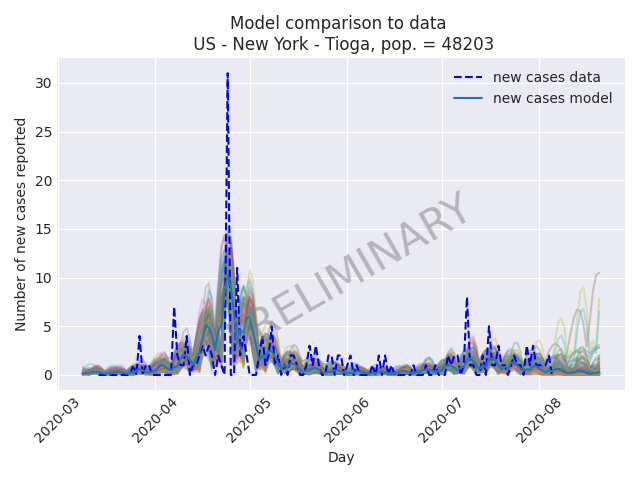 Model comparison to data
US - New York - Tioga, pop. = 48203
new cases data
new cases model
PRELIMINARY
Number of new cases reported
30
25
20
15
10
5
0
2020-03
2020-04
2020-05
2020-06
2020-07
2020-08
Day